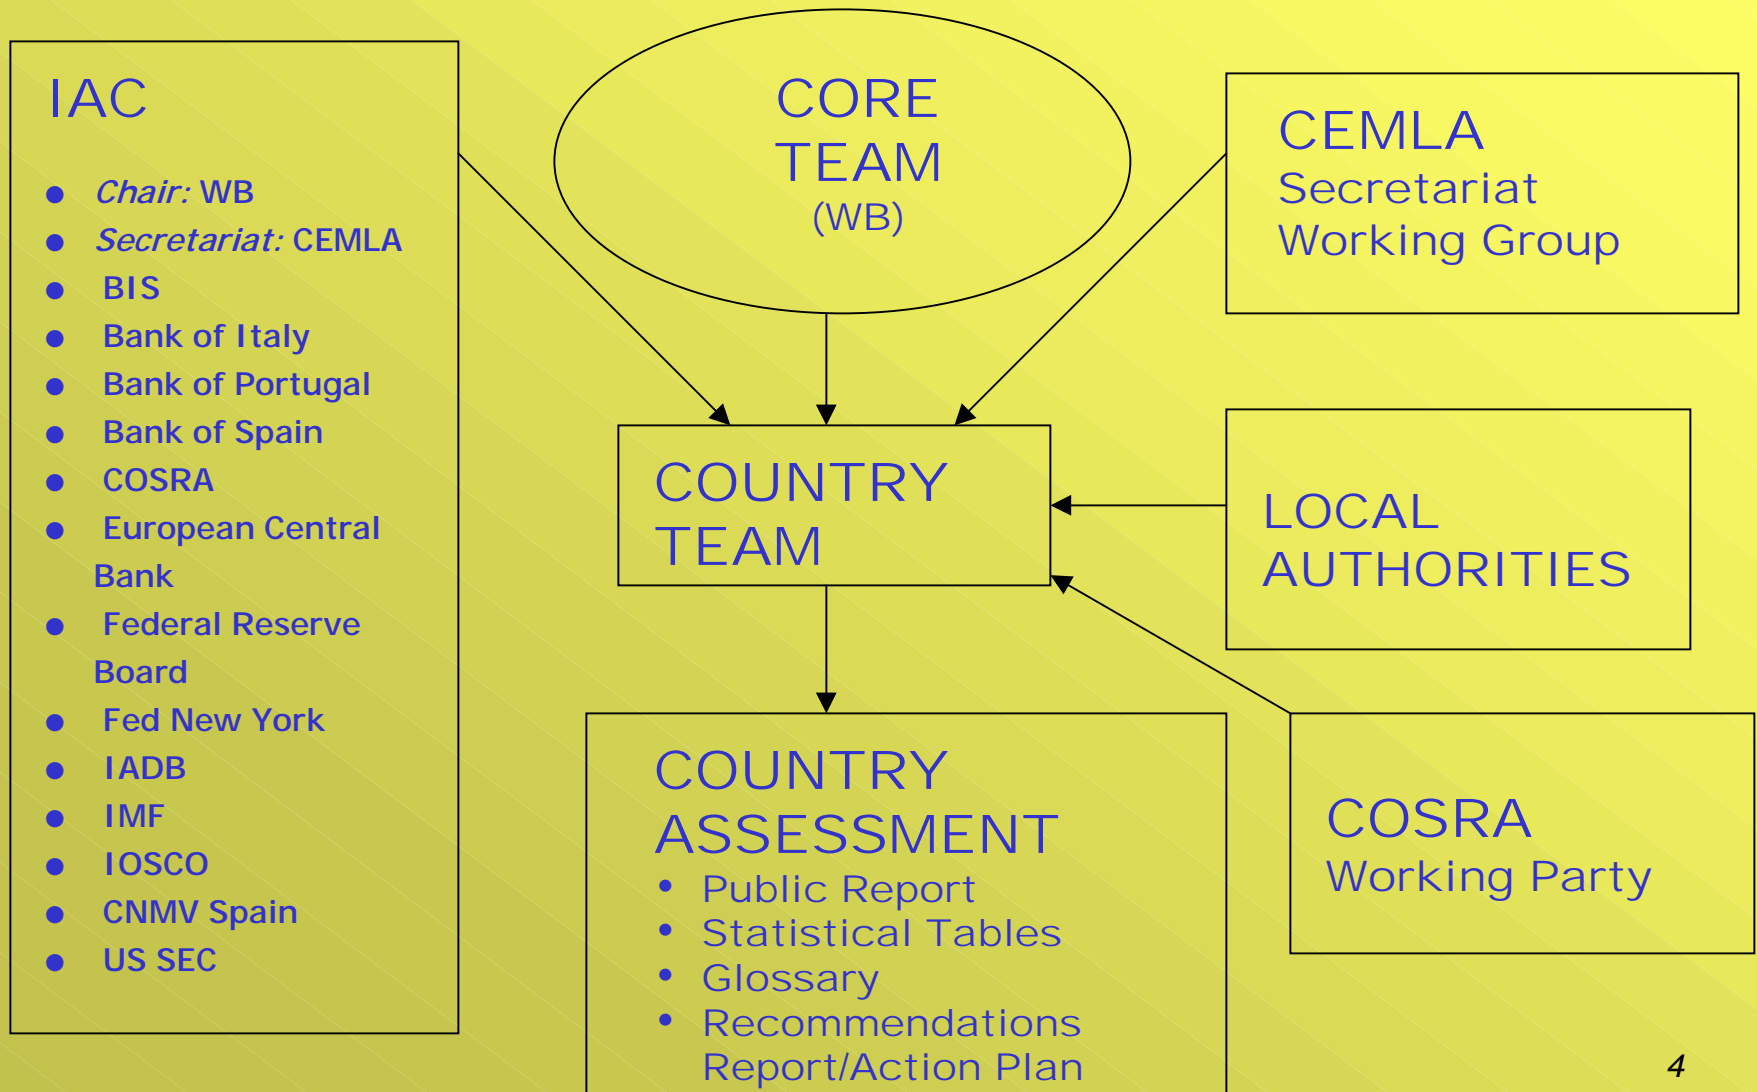 IAC
Chair: WB
Secretariat: CEMLA
BIS
Bank of Italy
Bank of Portugal
Bank of Spain
COSRA
European Central
Bank
Federal Reserve
Board
Fed New York
IADB
IMF
IOSCO
CNMV Spain
US SEC
CORE
TEAM
(WB)
CEMLA
Secretariat
Working Group
COUNTRY
TEAM
LOCAL
AUTHORITIES
COUNTRY
ASSESSMENT
• Public Report
• Statistical Tables
• Glossary
• Recommendations
Report/Action Plan
COSRA
Working Party
4